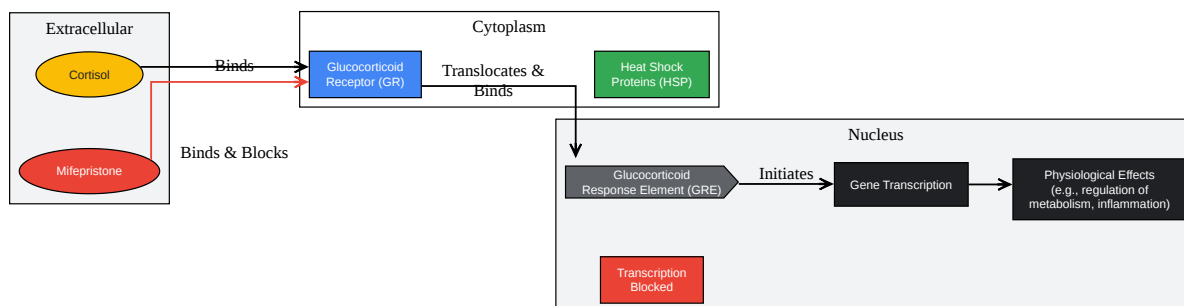 Extracellular
Cytoplasm
Cortisol
Binds
Glucocorticoid
Receptor (GR)
Translocates &
Binds
Heat Shock
Proteins (HSP)
Mifepristone
Binds & Blocks
Nucleus
Glucocorticoid
Response Element (GRE)
Initiates
Gene Transcription
Physiological Effects
(e.g., regulation of
metabolism, inflammation)
Transcription
Blocked